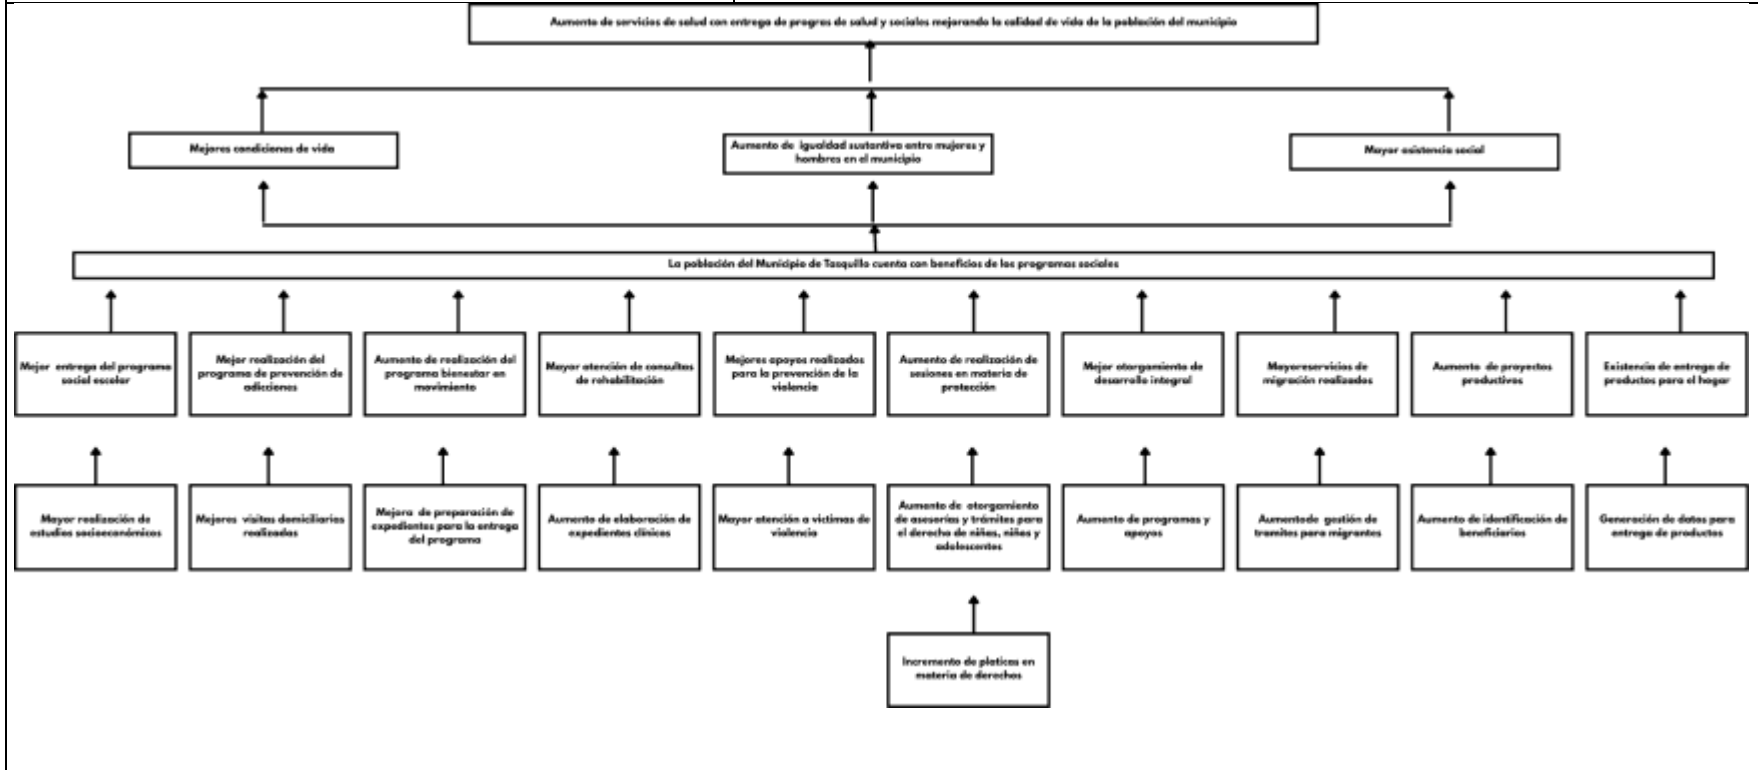 Aumento de servicios de salud con entrega de progras de salud y sociales mejorando la calidad de vida de la población del municipio
Mejores condiciones de vida
Aumento de igualdad sustantiva entre mujeres y
hombres en el municipio
Mayor asistencia social
La población del Municipio de Tasquillo cuenta con beneficios de los programas sociales
Mejor entrega del programa
social escolar
Mejor realización del
programa de prevención de
adicciones
Aumento de realización del
programa bienestar en
movimiento
Mayor atención de consultas
de rehabilitación
Mejores apoyos realizados
para la prevención de la
violencia
Aumento de realización de
sesiones en materia de
protección
Mejor otorgamiento de
desarrollo integral
Mayoreservicios de
migración realizados
Aumento de proyectos
productivos
Existencia de entrega de
productos para el hogar
Mayor realización de
estudios socioeconómicos
Mejores visitas domiciliarias
realizadas
Mejora de preparación de
expedientes para la entrega
del programa
Aumento de elaboración de
expedientes clínicos
Mayor atención a victimas de
violencia
Aumento de otorgamiento
de asesorías y trámites para
el derecho de niñas, niños y
adolescentes
Aumento de programas y
apoyos
Aumentode gestión de
tramites para migrantes
Aumento de identificación de
beneficiarios
Generación de datos para
entrega de productos
Incremento de platicas en
materia de derechos